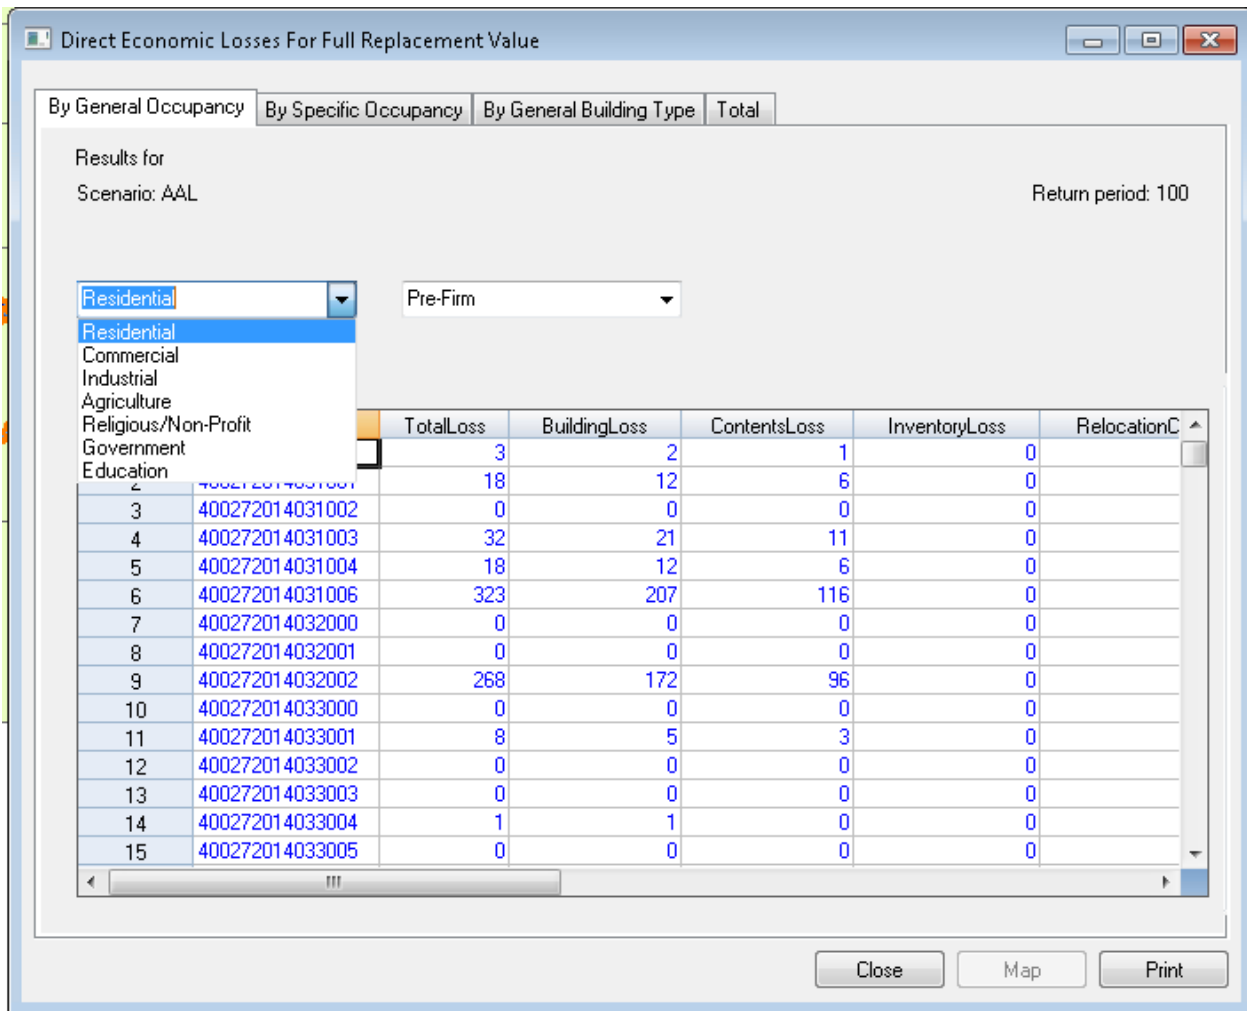 Direct Economic Losses For Full Replacement Value
By General Occupancy By Specific Occupancy By General Building Type Total
Results for
Scenario: AAL Return period: 100
Residential Pre-Firm
Residential
Commercial
Industrial
Agriculture
Religious/Non-Profit
Government
Education
TotalLoss BuildingLoss ContentsLoss InventoryLoss RelocationC
3 2 1 0
2 400272014031001 18 12 6 0
3 400272014031002 0 0 0 0
4 400272014031003 32 21 11 0
5 400272014031004 18 12 6 0
6 400272014031006 323 207 116 0
7 400272014032000 0 0 0 0
8 400272014032001 0 0 0 0
9 400272014032002 268 172 96 0
10 400272014033000 0 0 0 0
11 400272014033001 8 5 3 0
12 400272014033002 0 0 0 0
13 400272014033003 0 0 0 0
14 400272014033004 1 1 0 0
15 400272014033005 0 0 0 0
Close Map Print